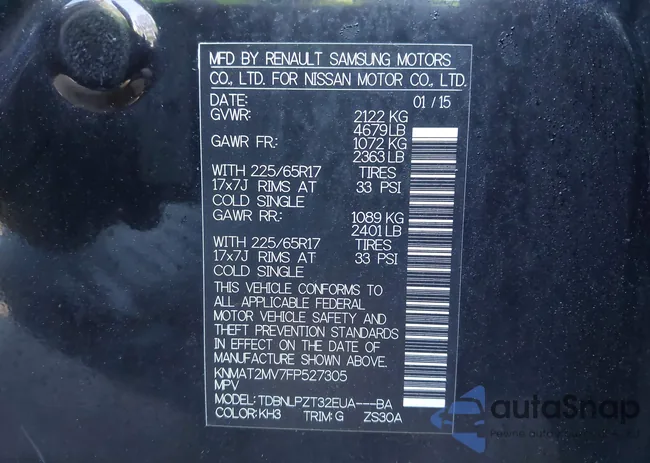 MFD BY RENAULT SAMSUNG MOTORS
CO., LTD. FOR NISSAN MOTOR CO., LTD.
DATE: 01/15
GVWR: 2122 KG
4679 LB
GAWR FR: 1072 KG
2363 LB
WITH 225/65R17 TIRES
17x7J RIMS AT 33 PSI
COLD SINGLE
GAWR RR: 1089 KG
2401 LB
WITH 225/65R17 TIRES
17x7J RIMS AT 33 PSI
COLD SINGLE
THIS VEHICLE CONFORMS TO
ALL APPLICABLE FEDERAL
MOTOR VEHICLE SAFETY AND
THEFT PREVENTION STANDARDS
IN EFFECT ON THE DATE OF
MANUFACTURE SHOWN ABOVE.
KNMAT2MV7FP527305
MPV
MODEL: TDBNLPZT32EUA---BA
COLOR: KH3 TRIM: G ZS30A
autoSnap